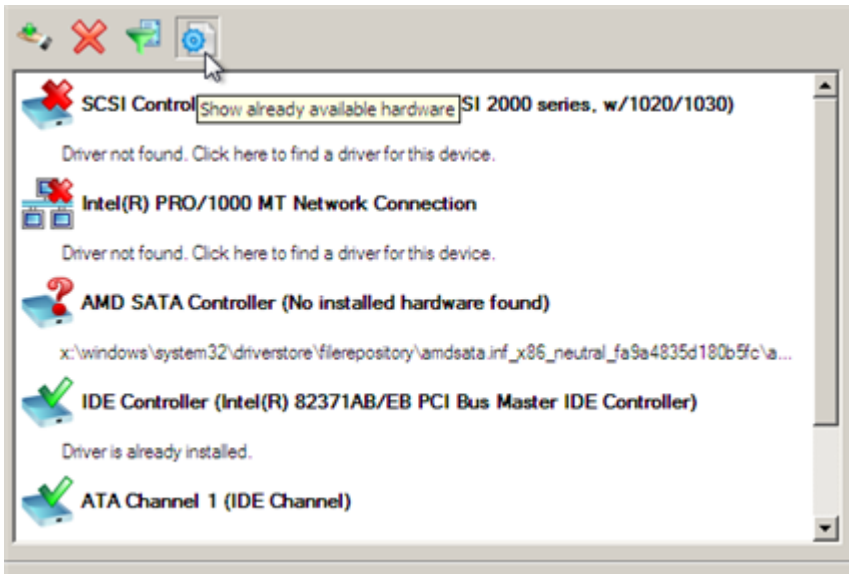 SCSI Control
Show already available hardware
SI 2000 series, w/1020/1030)
Driver not found. Click here to find a driver for this device.
Intel(R) PRO/1000 MT Network Connection
Driver not found. Click here to find a driver for this device.
AMD SATA Controller (No installed hardware found)
x:\windows\system32\driverstore\filerepository\amdsata.inf_x86_neutral_fa9a4835d180b5fc\a...
IDE Controller (Intel(R) 82371AB/EB PCI Bus Master IDE Controller)
Driver is already installed.
ATA Channel 1 (IDE Channel)